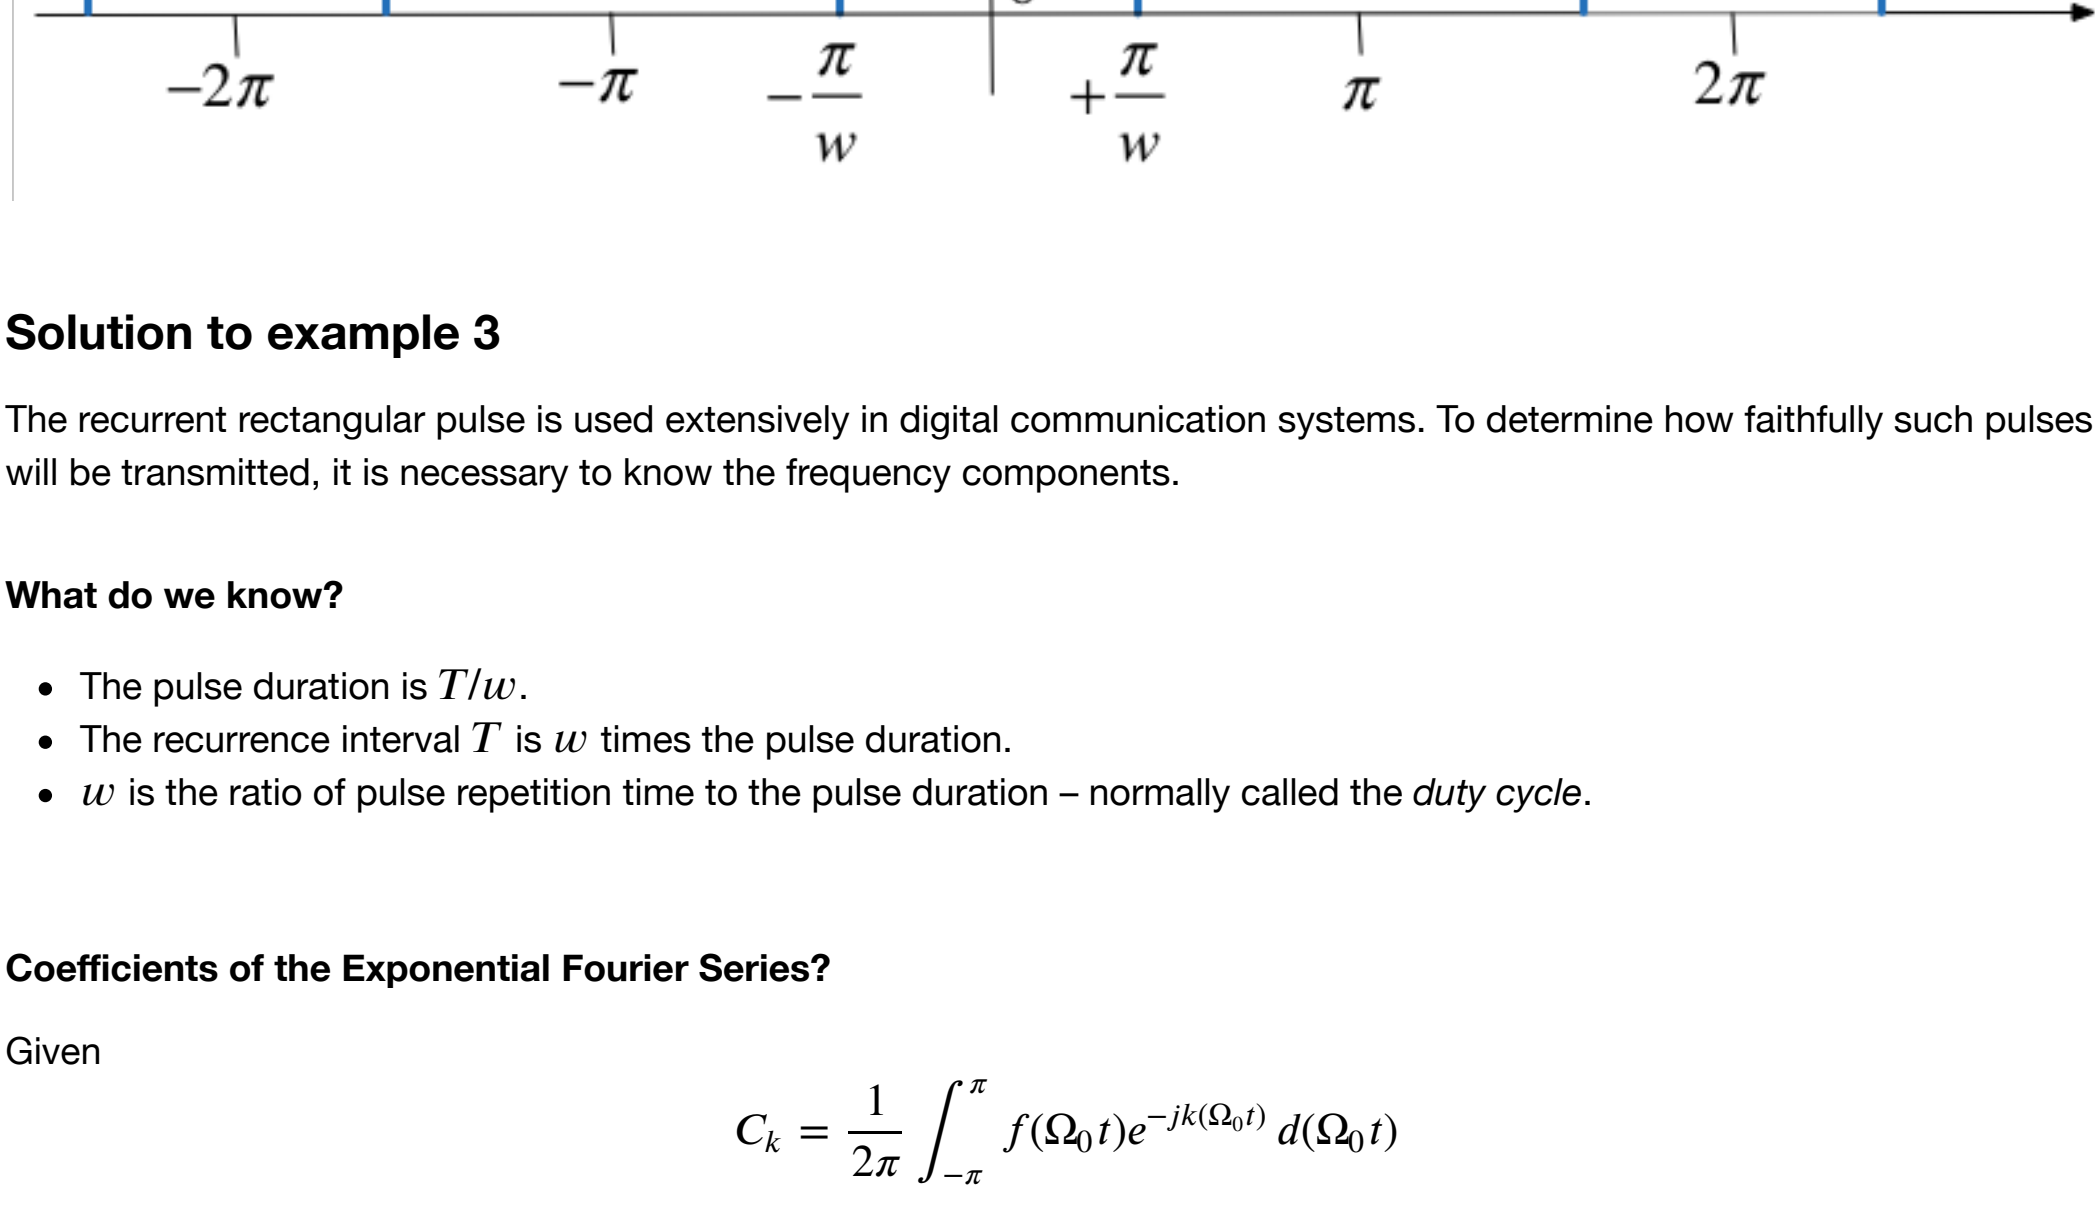 −2π −π −π/w +π/w π 2π
Solution to example 3
The recurrent rectangular pulse is used extensively in digital communication systems. To determine how faithfully such pulses
will be transmitted, it is necessary to know the frequency components.
What do we know?
• The pulse duration is T/w.
• The recurrence interval T is w times the pulse duration.
• w is the ratio of pulse repetition time to the pulse duration – normally called the duty cycle.
Coefficients of the Exponential Fourier Series?
Given
C_k = \frac{1}{2π} \int_{−π}^{π} f(Ω_0 t)e^{−jk(Ω_0 t)} d(Ω_0 t)